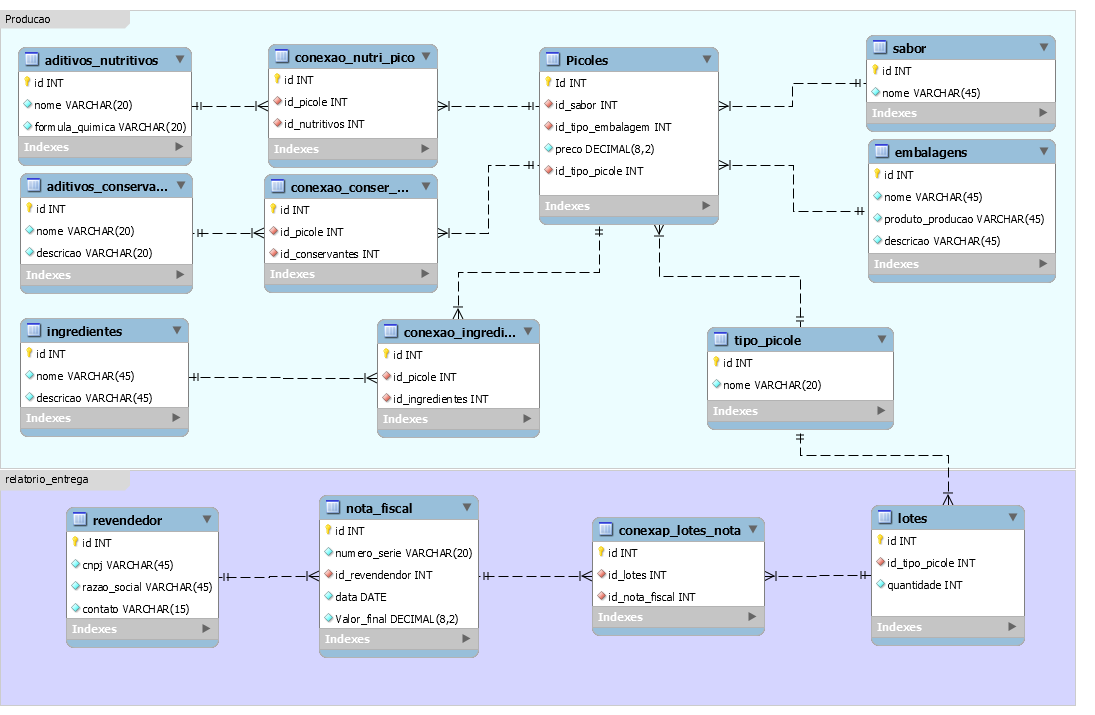 Producao
aditivos_nutritivos
id INT
nome VARCHAR(20)
formula_quimica VARCHAR(20)
Indexes
conexao_nutri_pico
id INT
id_picole INT
id_nutritivos INT
Indexes
Picoles
Id INT
id_sabor INT
id_tipo_embalagem INT
preco DECIMAL(8,2)
id_tipo_picole INT
Indexes
sabor
id INT
nome VARCHAR(45)
Indexes
embalagens
id INT
nome VARCHAR(45)
produto_producao VARCHAR(45)
descricao VARCHAR(45)
Indexes
aditivos_conserva...
id INT
nome VARCHAR(20)
descricao VARCHAR(20)
Indexes
conexao_conser_...
id INT
id_picole INT
id_conservantes INT
Indexes
ingredientes
id INT
nome VARCHAR(45)
descricao VARCHAR(45)
Indexes
conexao_ingredi...
id INT
id_picole INT
id_ingredientes INT
Indexes
tipo_picole
id INT
nome VARCHAR(20)
Indexes
relatorio_entrega
revendedor
id INT
cnpj VARCHAR(45)
razao_social VARCHAR(45)
contato VARCHAR(15)
Indexes
nota_fiscal
id INT
numero_serie VARCHAR(20)
id_revendendor INT
data DATE
Valor_final DECIMAL(8,2)
Indexes
conexap_lotes_nota
id INT
id_lotes INT
id_nota_fiscal INT
Indexes
lotes
id INT
id_tipo_picole INT
quantidade INT
Indexes